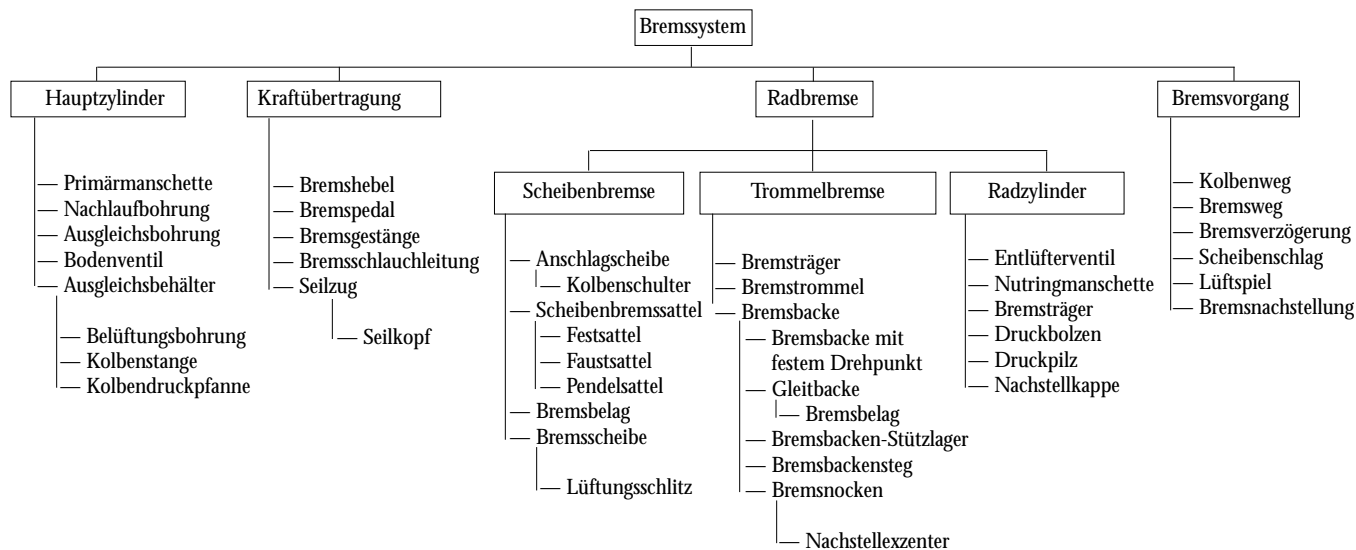 Bremssystem
Hauptzylinder
Kraftübertragung
Radbremse
Bremsvorgang
— Primärmanschette
— Nachlaufbohrung
— Ausgleichsbohrung
— Bodenventil
— Ausgleichsbehälter
— Belüftungsbohrung
— Kolbenstange
— Kolbendruckpfanne
— Bremshebel
— Bremspedal
— Bremsgestänge
— Bremsschlauchleitung
— Seilzug
— Seilkopf
Scheibenbremse
Trommelbremse
Radzylinder
— Anschlagscheibe
— Kolbenschulter
— Scheibenbremssattel
— Festsattel
— Faustsattel
— Pendelsattel
— Bremsbelag
— Bremsscheibe
— Lüftungsschlitz
— Bremsträger
— Bremstrommel
— Bremsbacke
— Bremsbacke mit
festem Drehpunkt
— Gleitbacke
— Bremsbelag
— Bremsbacken-Stützlager
— Bremsbackensteg
— Bremsnocken
— Nachstellexzenter
— Entlüfterventil
— Nutringmanschette
— Bremsträger
— Druckbolzen
— Druckpilz
— Nachstellkappe
— Kolbenweg
— Bremsweg
— Bremsverzögerung
— Scheibenschlag
— Lüftspiel
— Bremsnachstellung